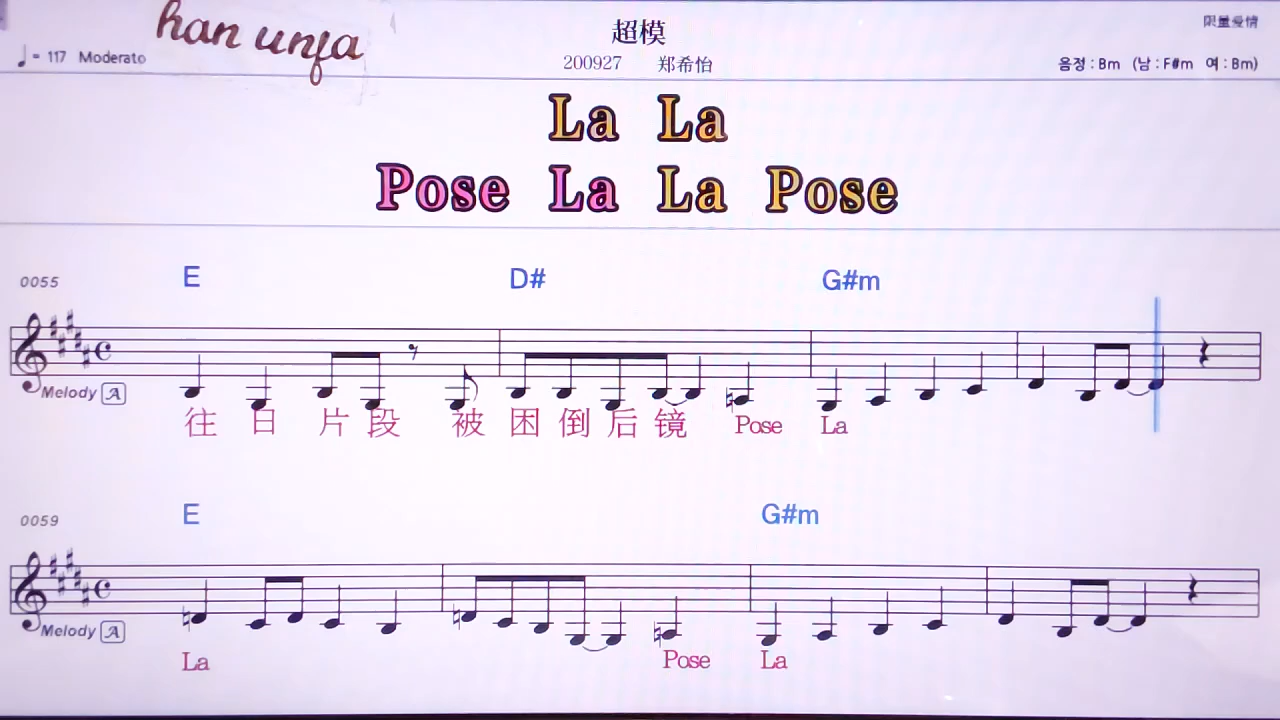 han unja
超模
限量爱情
♩= 117 Moderato
200927 郑希怡
음정 : Bm (남 : F#m 여 : Bm)
La La
Pose La La Pose
0055 E D# G#m
Melody A
往日片段 被困倒后镜 Pose La
0059 E G#m
Melody A
La Pose La